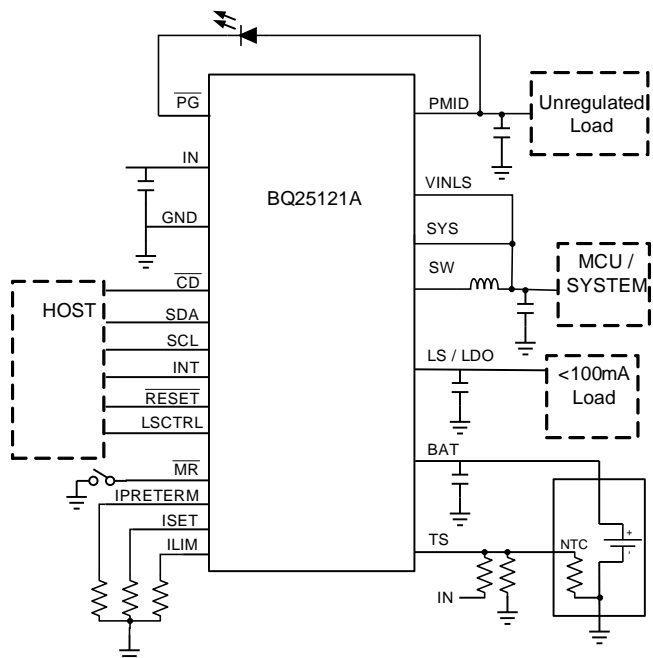 PG
PMID
Unregulated
Load
IN
VINLS
BQ25121A
GND
SYS
SW
MCU /
SYSTEM
HOST
CD
SDA
SCL
INT
RESET
LSCTRL
LS / LDO
<100mA
Load
MR
BAT
IPRETERM
ISET
ILIM
TS
NTC
+
-
IN